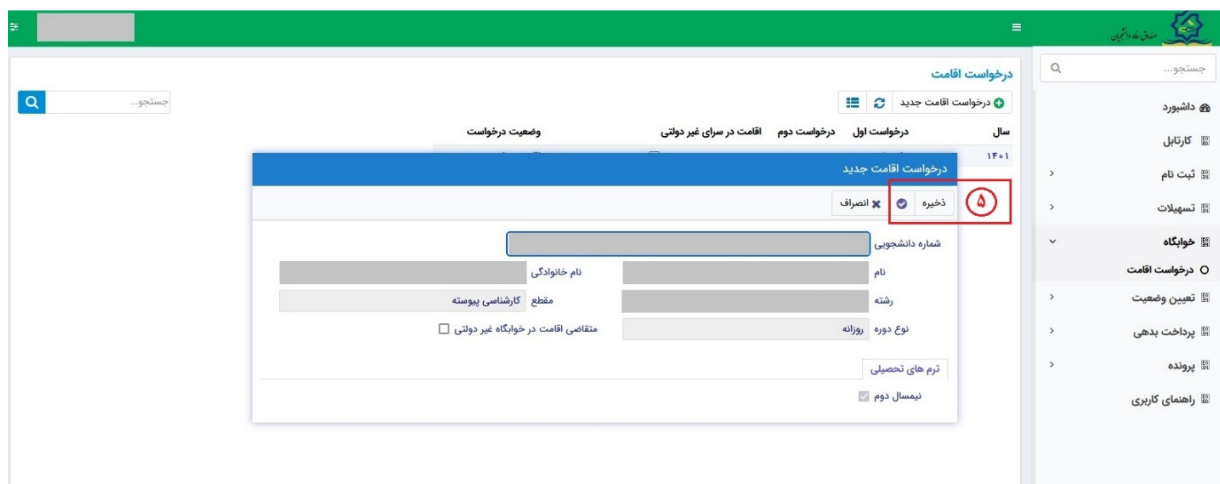 صندوق رفاه دانشجویان
جستجو...
داشبورد
کارتابل
ثبت نام
تسهیلات
خوابگاه
درخواست اقامت
تعیین وضعیت
پرداخت بدهی
پرونده
راهنمای کاربری
درخواست اقامت
درخواست اقامت جدید
جستجو...
سال درخواست اول درخواست دوم اقامت در سرای غیر دولتی وضعیت درخواست
۱۴۰۱
درخواست اقامت جدید
ذخیره انصراف
۵
شماره دانشجویی
نام نام خانوادگی
رشته مقطع کارشناسی پیوسته
نوع دوره روزانه متقاضی اقامت در خوابگاه غیر دولتی
ترم های تحصیلی
نیمسال دوم